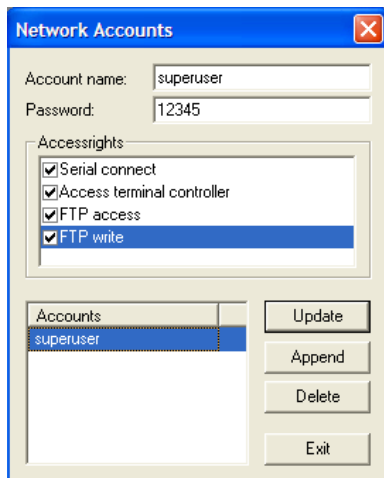 Network Accounts
Account name: superuser
Password: 12345
Accessrights
Serial connect
Access terminal controller
FTP access
FTP write
Accounts
superuser
Update
Append
Delete
Exit